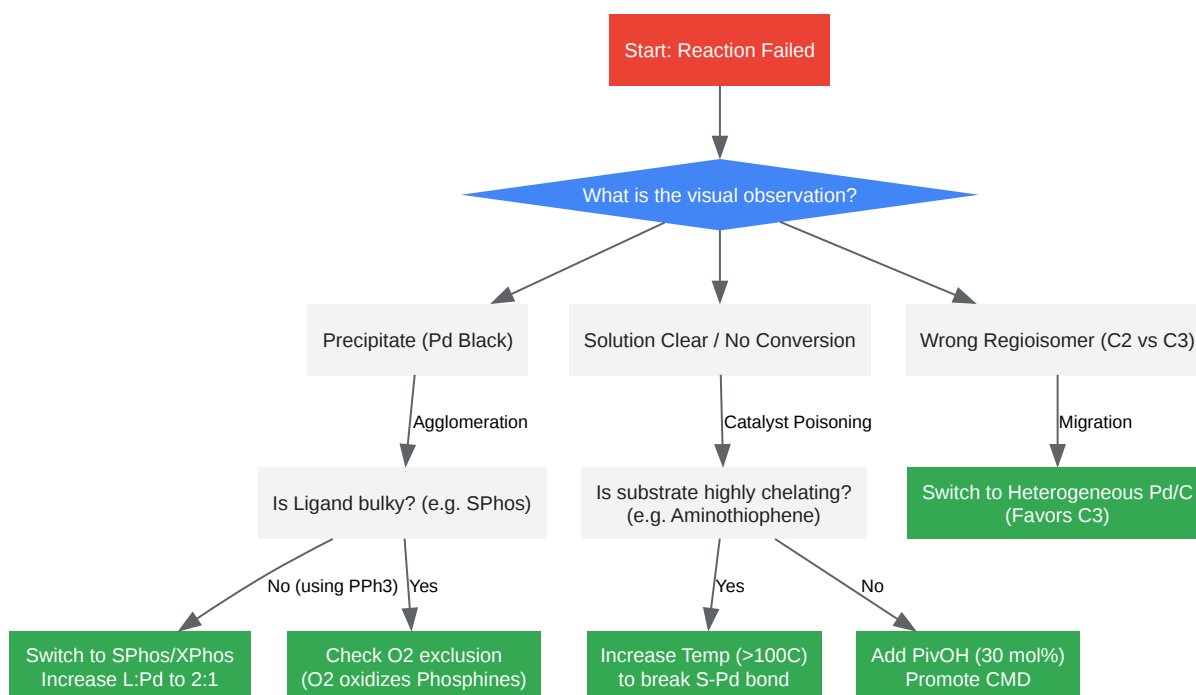 Start: Reaction Failed
What is the visual observation?
Precipitate (Pd Black)
Solution Clear / No Conversion
Wrong Regioisomer (C2 vs C3)
Agglomeration
Catalyst Poisoning
Migration
Is Ligand bulky? (e.g. SPhos)
Is substrate highly chelating?
(e.g. Aminothiophene)
Switch to Heterogeneous Pd/C
(Favors C3)
No (using PPh3)
Yes
Yes
No
Switch to SPhos/XPhos
Increase L:Pd to 2:1
Check O2 exclusion
(O2 oxidizes Phosphines)
Increase Temp (>100C)
to break S-Pd bond
Add PivOH (30 mol%)
Promote CMD